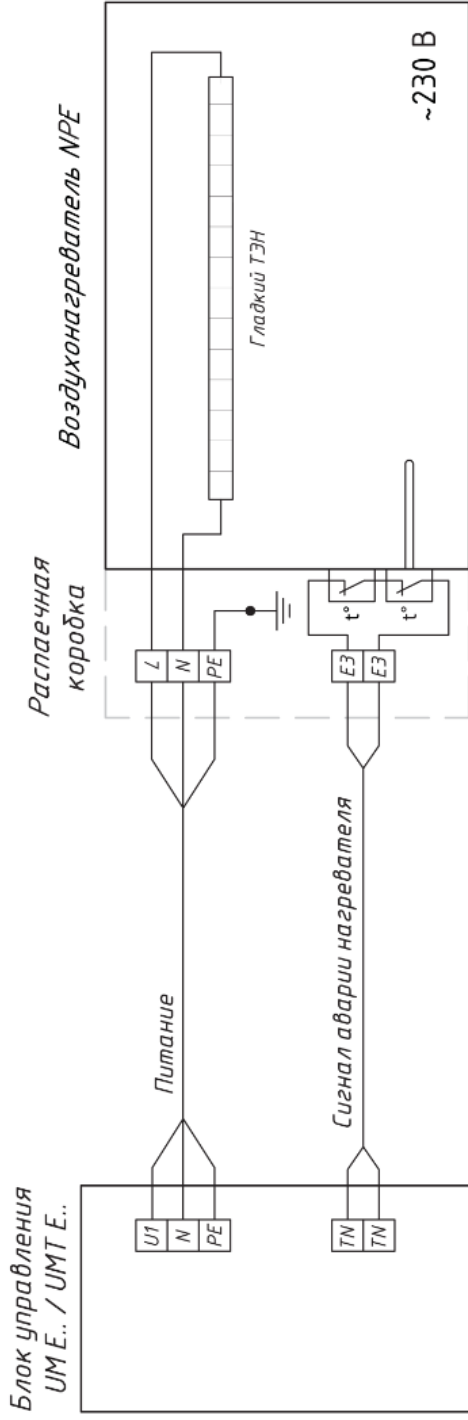 Блок управления
UM E.. / UMT E..
Распаечная
коробка
Воздухонагреватель NPE
U1
N
PE
Питание
L
N
PE
Гладкий ТЭН
TN
TN
Сигнал аварии нагревателя
E3
E3
t°
t°
~230 В